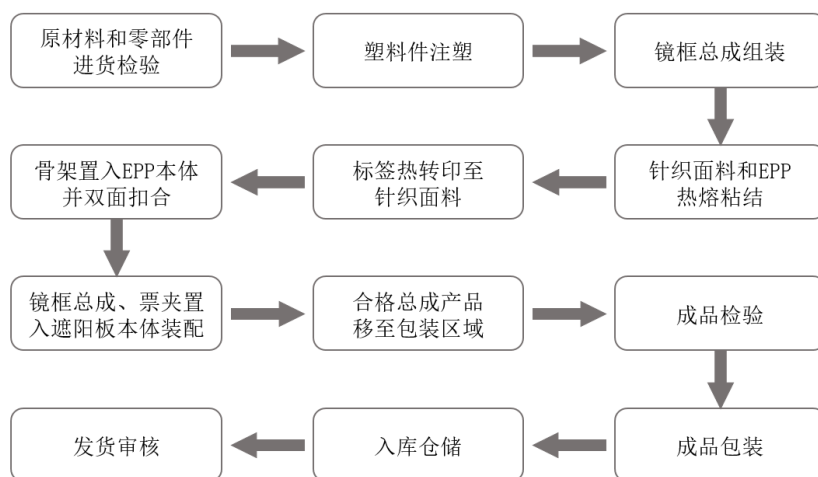 原材料和零部件
进货检验
塑料件注塑
镜框总成组装
针织面料和EPP
热熔粘结
标签热转印至
针织面料
骨架置入EPP本体
并双面扣合
镜框总成、票夹置
入遮阳板本体装配
合格总成产品
移至包装区域
成品检验
成品包装
入库仓储
发货审核